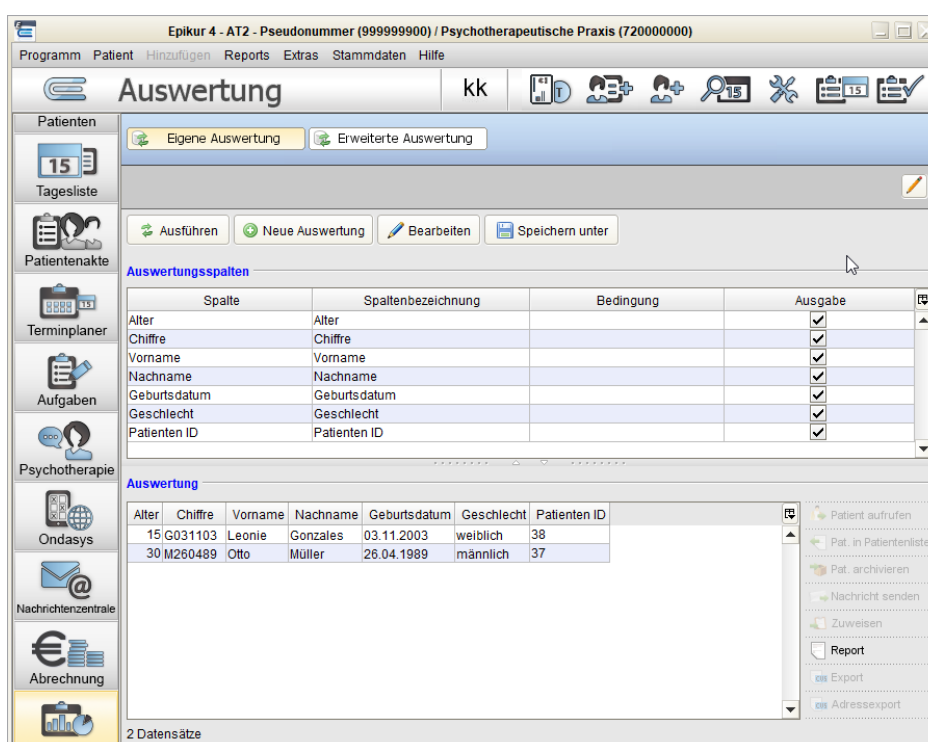 Epikur 4 - AT2 - Pseudonummer (999999900) / Psychotherapeutische Praxis (720000000)
Programm Patient Hinzufügen Reports Extras Stammdaten Hilfe
Auswertung kk
Patienten
Eigene Auswertung Erweiterte Auswertung
15
Tagesliste
Ausführen Neue Auswertung Bearbeiten Speichern unter
Patientenakte
Auswertungsspalten
Spalte Spaltenbezeichnung Bedingung Ausgabe
Alter Alter
Chiffre Chiffre
Vorname Vorname
Nachname Nachname
Geburtsdatum Geburtsdatum
Geschlecht Geschlecht
Patienten ID Patienten ID
Terminplaner
Aufgaben
Psychotherapie
Auswertung
Alter Chiffre Vorname Nachname Geburtsdatum Geschlecht Patienten ID
15 G031103 Leonie Gonzales 03.11.2003 weiblich 38
30 M260489 Otto Müller 26.04.1989 männlich 37
Ondasys
Nachrichtenzentrale
Abrechnung
Patient aufrufen
Pat. in Patientenliste
Pat. archivieren
Nachricht senden
Zuweisen
Report
Export
Adressexport
2 Datensätze